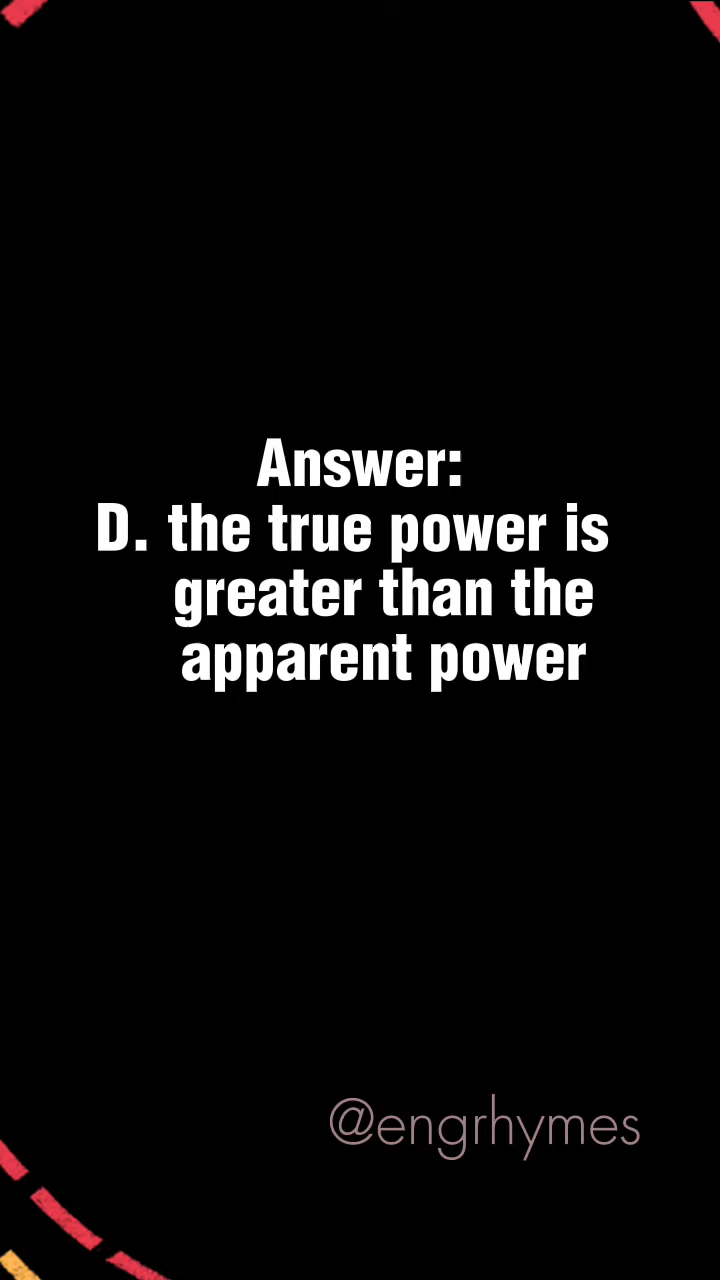 Answer:
D. the true power is
greater than the
apparent power
@engrhymes